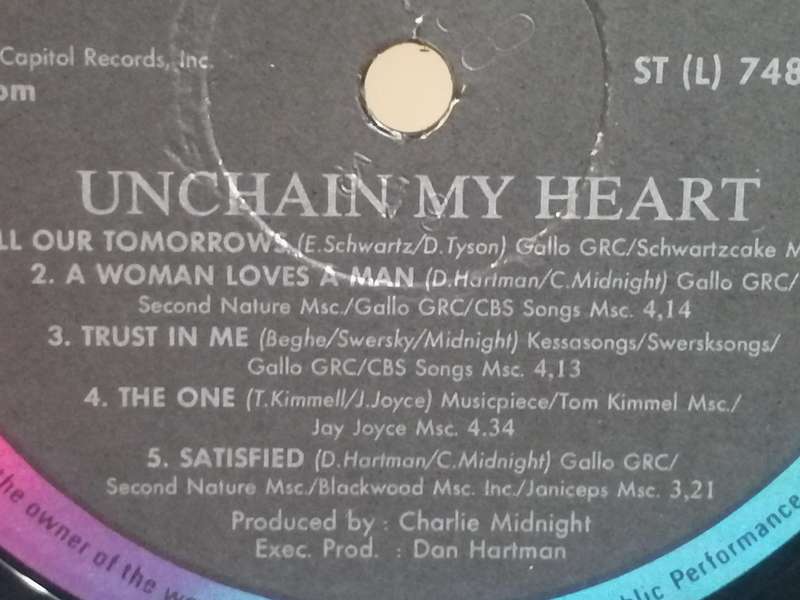 Capitol Records, Inc.
om
ST (L) 748
UNCHAIN MY HEART
LL OUR TOMORROWS (E.Schwartz/D.Tyson) Gallo GRC/Schwartzcake M
2. A WOMAN LOVES A MAN (D.Hartman/C.Midnight) Gallo GRC/
Second Nature Msc./Gallo GRC/CBS Songs Msc. 4,14
3. TRUST IN ME (Beghe/Swersky/Midnight) Kessasongs/Swersksongs/
Gallo GRC/CBS Songs Msc. 4,13
4. THE ONE (T.Kimmell/J.Joyce) Musicpiece/Tom Kimmel Msc./
Jay Joyce Msc. 4.34
5. SATISFIED (D.Hartman/C.Midnight) Gallo GRC/
Second Nature Msc./Blackwood Msc. Inc./Janiceps Msc. 3,21
Produced by : Charlie Midnight
Exec. Prod. : Dan Hartman
the owner of the wo
blic Performance